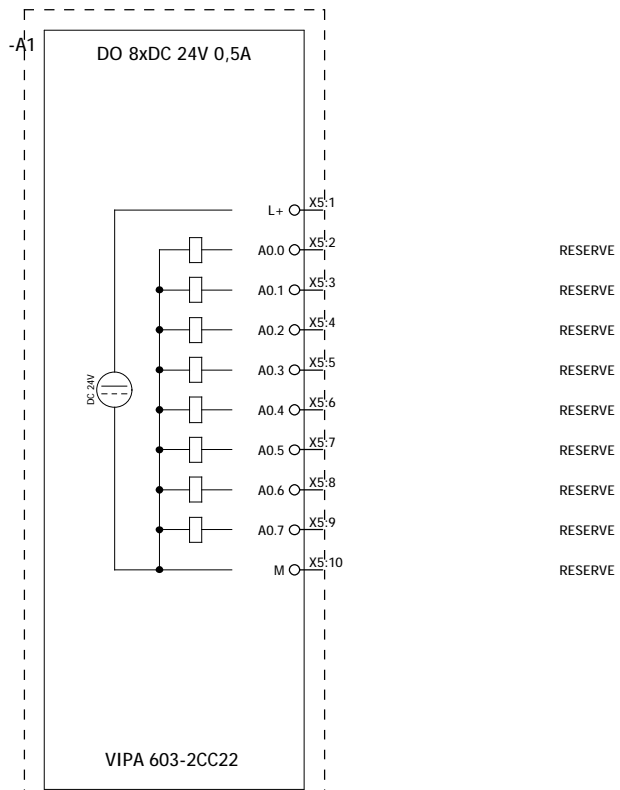 -A1
DO 8xDC 24V 0,5A
L+ X5:1
A0.0 X5:2 RESERVE
A0.1 X5:3 RESERVE
A0.2 X5:4 RESERVE
A0.3 X5:5 RESERVE
DC 24V
A0.4 X5:6 RESERVE
A0.5 X5:7 RESERVE
A0.6 X5:8 RESERVE
A0.7 X5:9 RESERVE
M X5:10 RESERVE
VIPA 603-2CC22